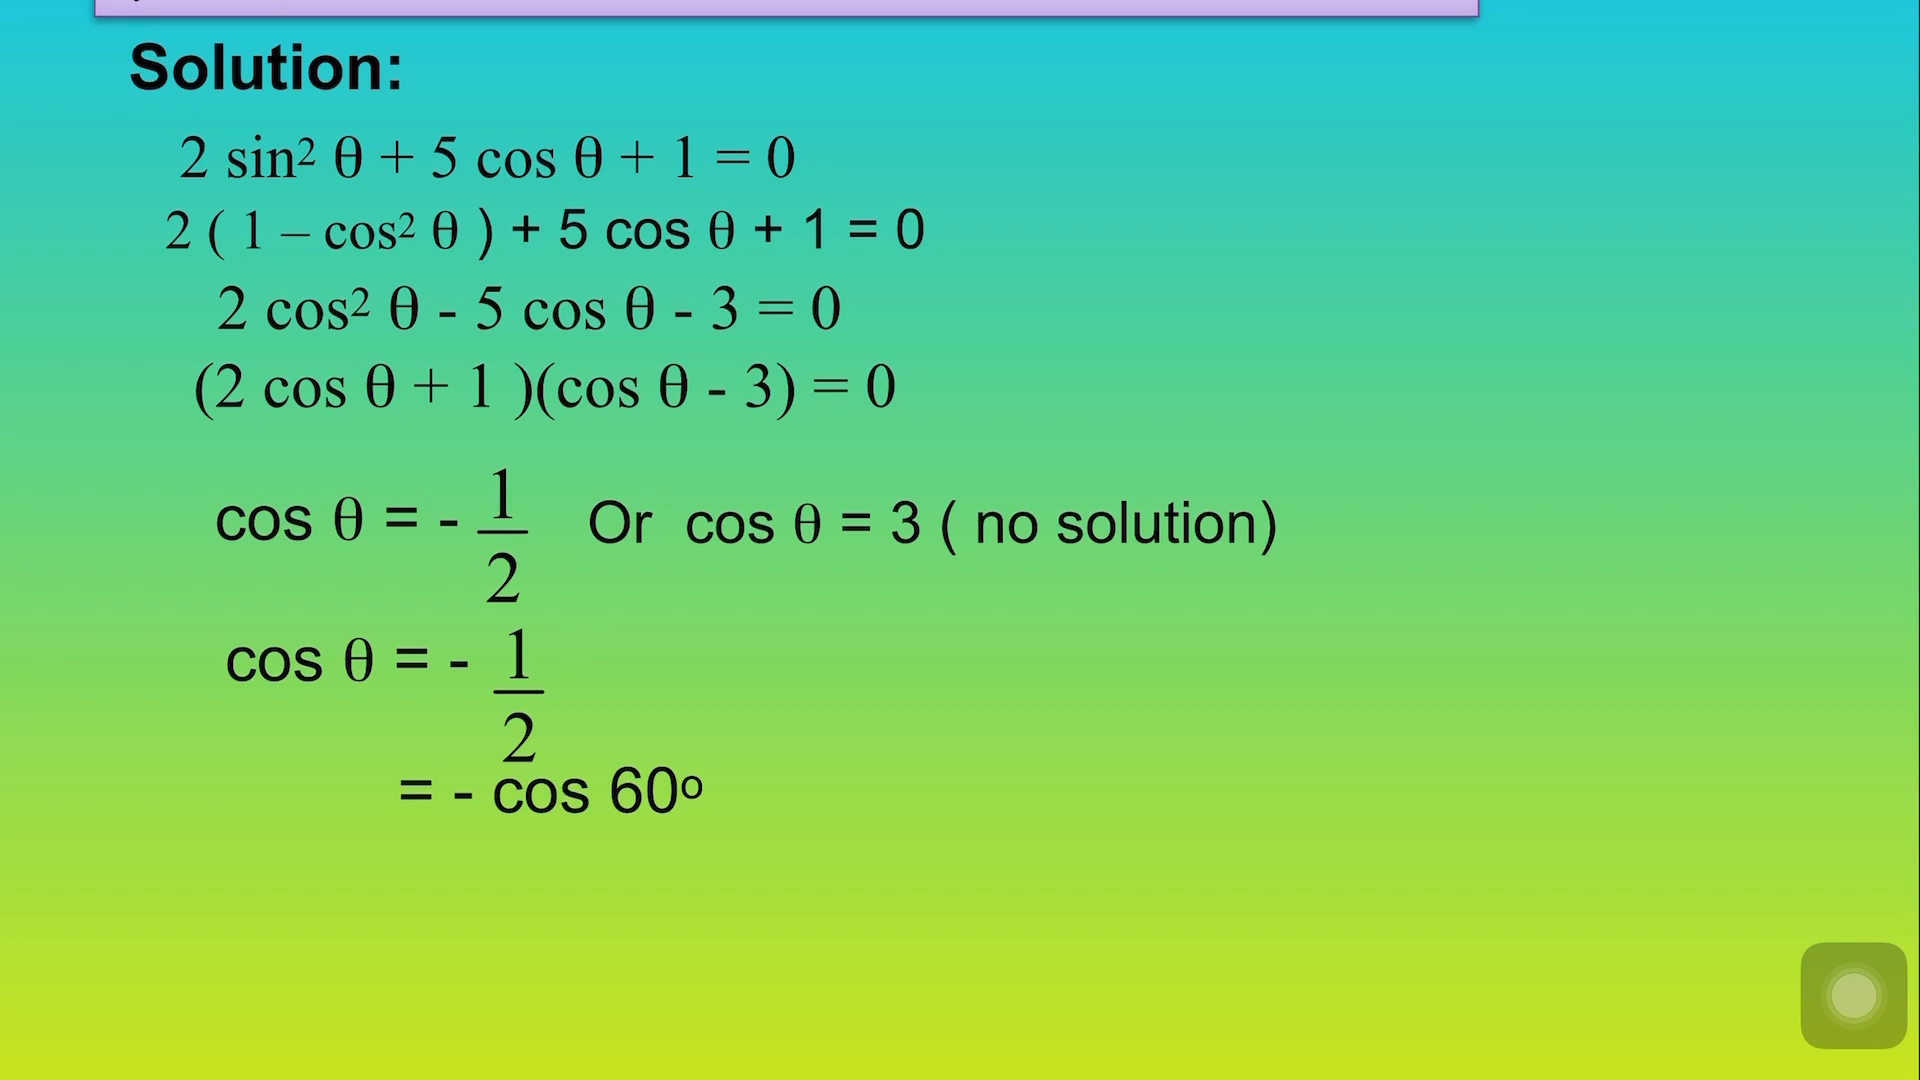 Solution:
2 sin² θ + 5 cos θ + 1 = 0
2 ( 1 – cos² θ ) + 5 cos θ + 1 = 0
2 cos² θ - 5 cos θ - 3 = 0
(2 cos θ + 1 )(cos θ - 3) = 0
cos θ = - 1/2 Or cos θ = 3 ( no solution)
cos θ = - 1/2
= - cos 60º